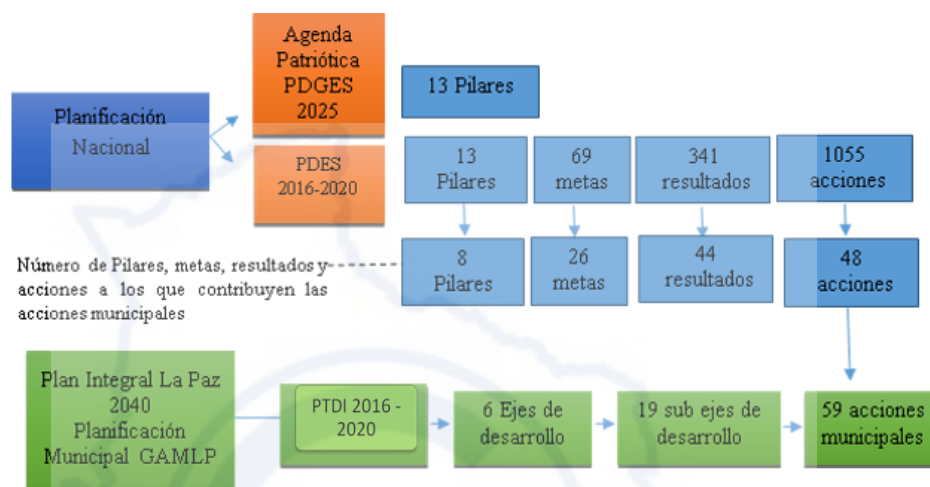 Agenda
Patriótica
PDGES
2025
13 Pilares
Planificación
Nacional
PDES
2016-2020
13
Pilares
69
metas
341
resultados
1055
acciones
Número de Pilares, metas, resultados y
acciones a los que contribuyen las
acciones municipales
8
Pilares
26
metas
44
resultados
48
acciones
Plan Integral La Paz
2040
Planificación
Municipal GAMLP
PTDI 2016 -
2020
6 Ejes de
desarrollo
19 sub ejes de
desarrollo
59 acciones
municipales